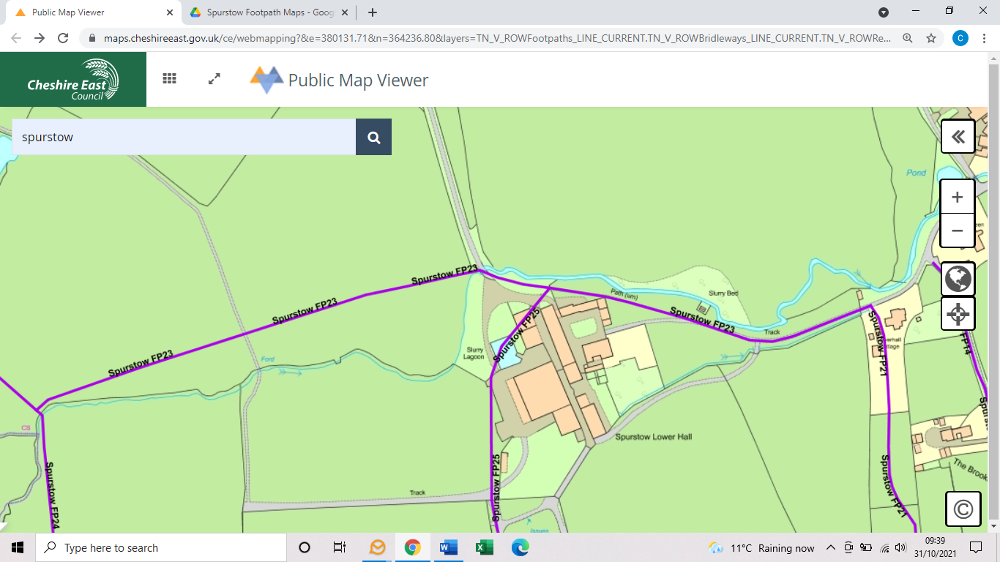 Public Map Viewer
Spurstow Footpath Maps - Goog
maps.cheshireeast.gov.uk/ce/webmapping?&e=380131.71&n=364236.80&layers=TN_V_ROWFootpaths_LINE_CURRENT.TN_V_ROWBridleways_LINE_CURRENT.TN_V_ROWRe...
C
Cheshire East
Council
Public Map Viewer
spurstow
Pond
Spurstow FP23
Spurstow FP23
Spurstow FP23
Path (um)
Slurry Bed
Spurstow FP23
Track
Spurstow FP25
Slurry
Lagoon
Ford
Spurstow FP21
FP14
CS
Spurstow Lower Hall
Spurstow FP24
Spurstow FP25
Spurstow FP21
The Brook
Track
Issues
©
Type here to search
11°C Raining now
09:39
31/10/2021